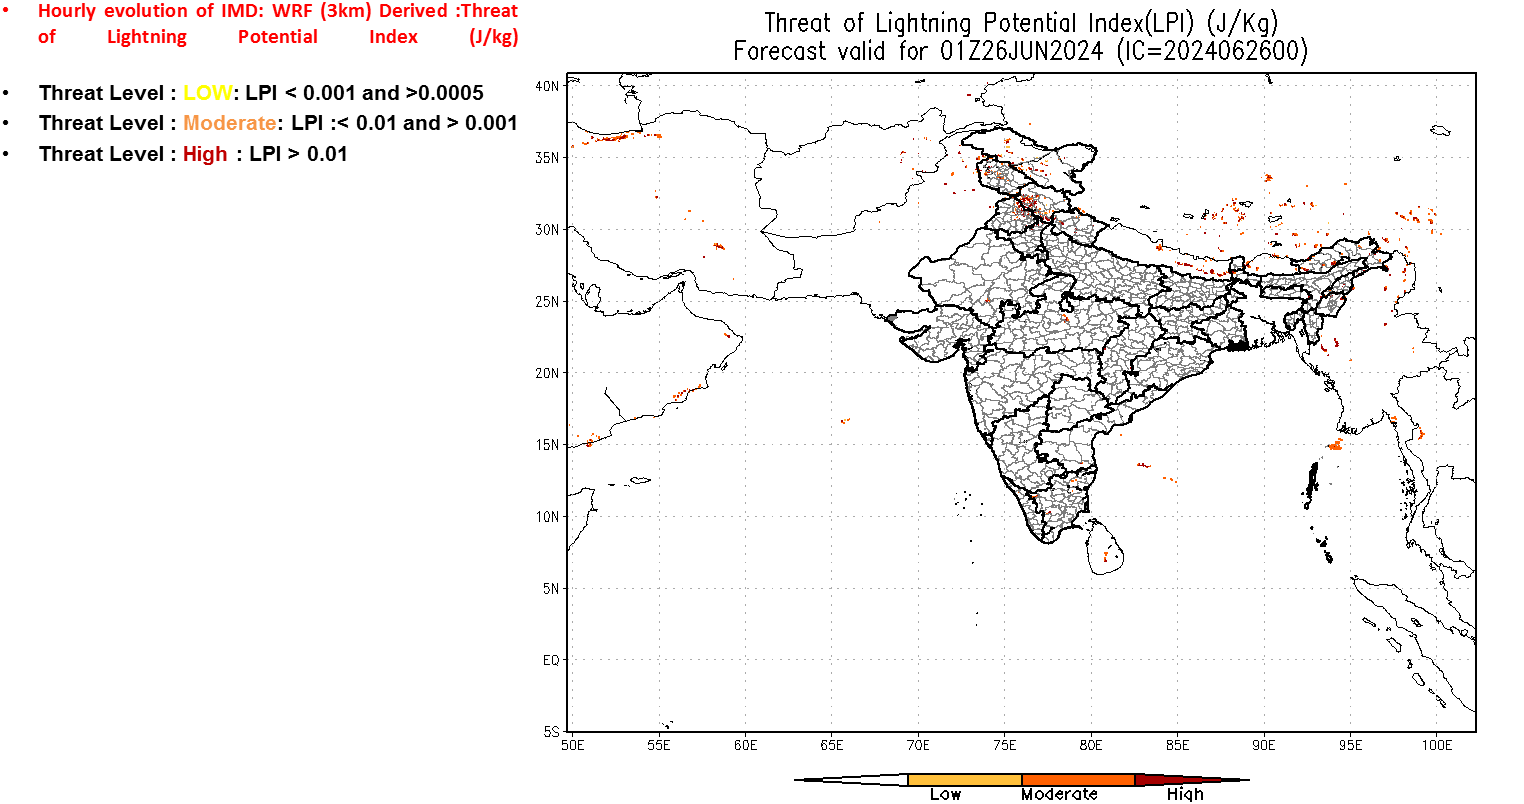 • Hourly evolution of IMD: WRF (3km) Derived :Threat
of Lightning Potential Index (J/kg)
• Threat Level : LOW: LPI < 0.001 and >0.0005
• Threat Level : Moderate: LPI :< 0.01 and > 0.001
• Threat Level : High : LPI > 0.01
Threat of Lightning Potential Index(LPI) (J/Kg)
Forecast valid for 01Z26JUN2024 (IC=2024062600)
40N
35N
30N
25N
20N
15N
10N
5N
EQ
5S
50E 55E 60E 65E 70E 75E 80E 85E 90E 95E 100E
Low Moderate High